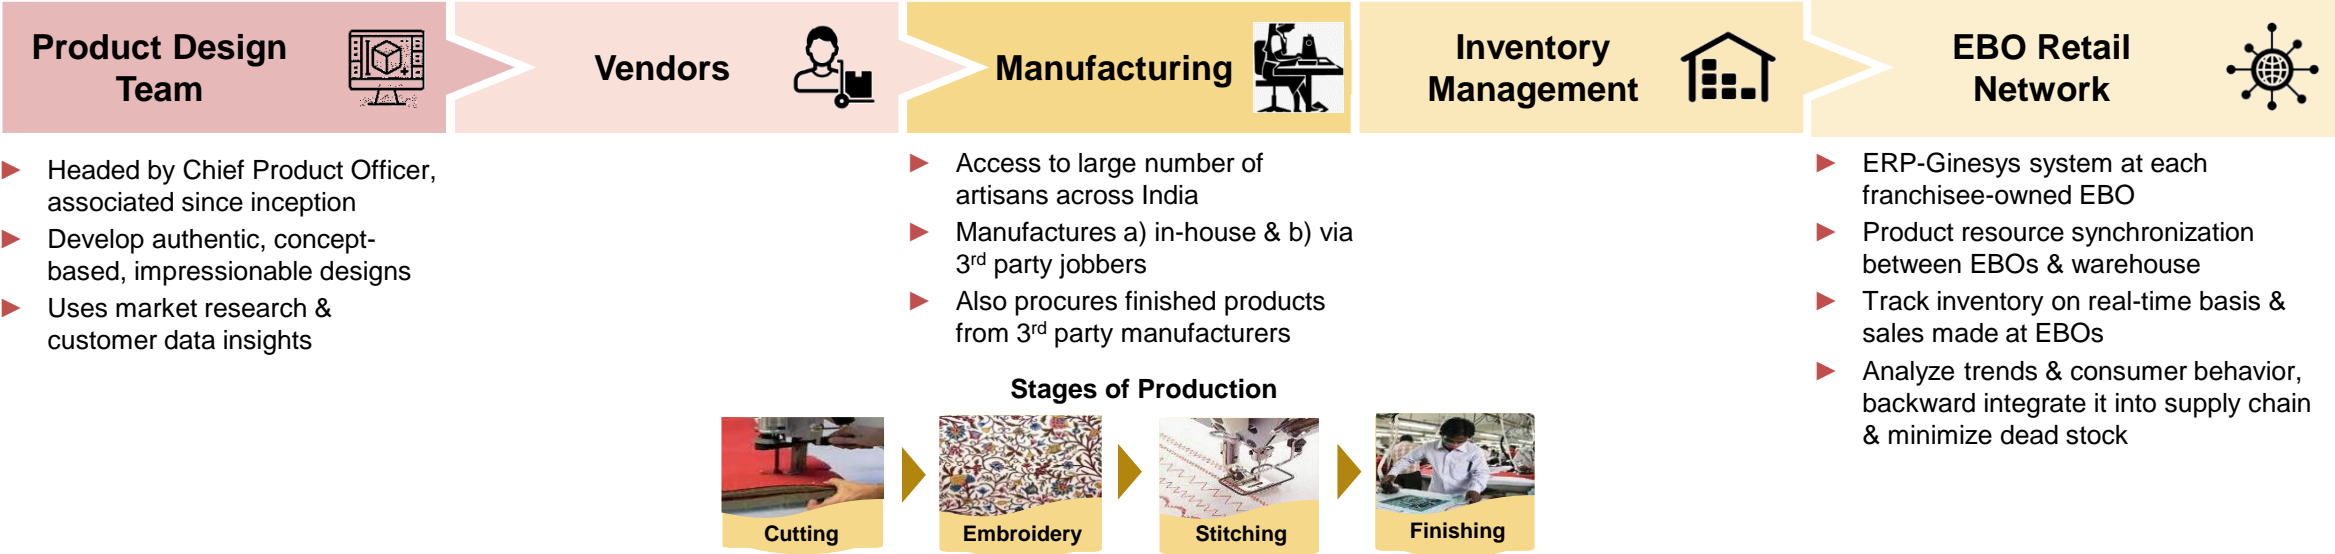 Product Design
Team
Vendors
Manufacturing
Inventory
Management
EBO Retail
Network
► Headed by Chief Product Officer,
associated since inception
► Develop authentic, concept-
based, impressionable designs
► Uses market research &
customer data insights
► Access to large number of
artisans across India
► Manufactures a) in-house & b) via
3rd party jobbers
► Also procures finished products
from 3rd party manufacturers
Stages of Production
Cutting
Embroidery
Stitching
Finishing
► ERP-Ginesys system at each
franchisee-owned EBO
► Product resource synchronization
between EBOs & warehouse
► Track inventory on real-time basis &
sales made at EBOs
► Analyze trends & consumer behavior,
backward integrate it into supply chain
& minimize dead stock